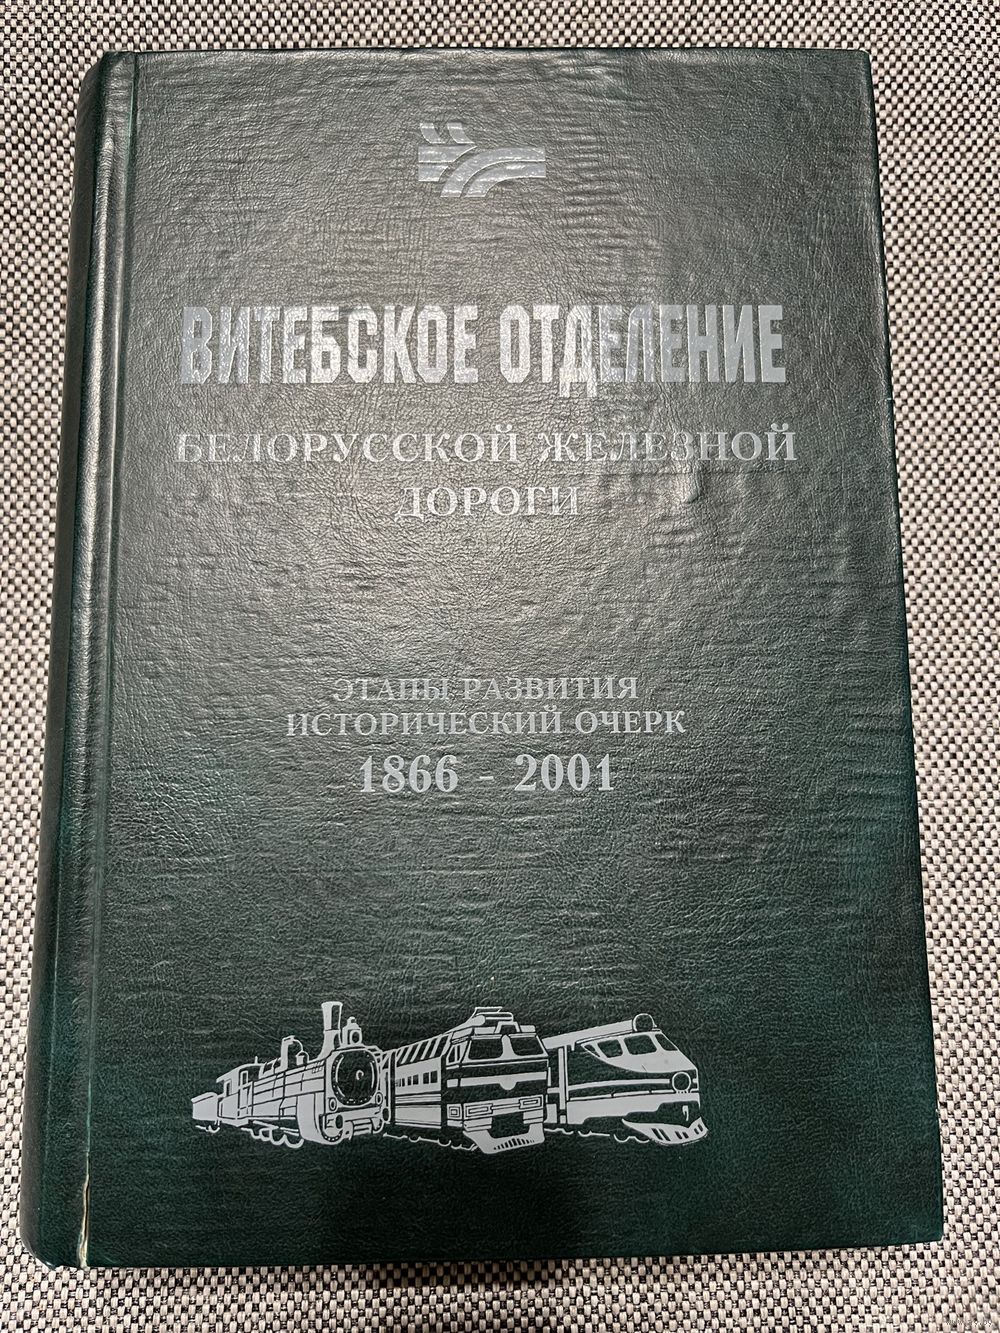 ВИТЕБСКОЕ ОТДЕЛЕНИЕ
БЕЛОРУССКОЙ ЖЕЛЕЗНОЙ
ДОРОГИ
ЭТАПЫ РАЗВИТИЯ
ИСТОРИЧЕСКИЙ ОЧЕРК
1866 - 2001